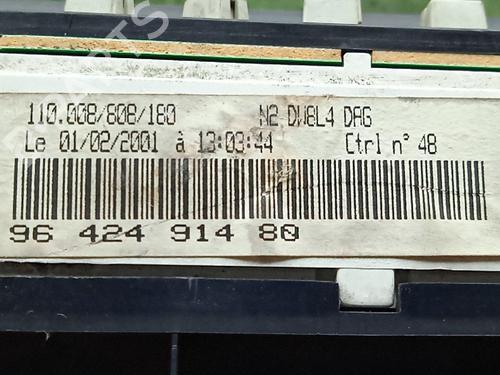 110.008/808/180 N2 DW8L4 DAG
Le 01/02/2001 à 13:03:44 Ctrl n° 48
96 424 914 80